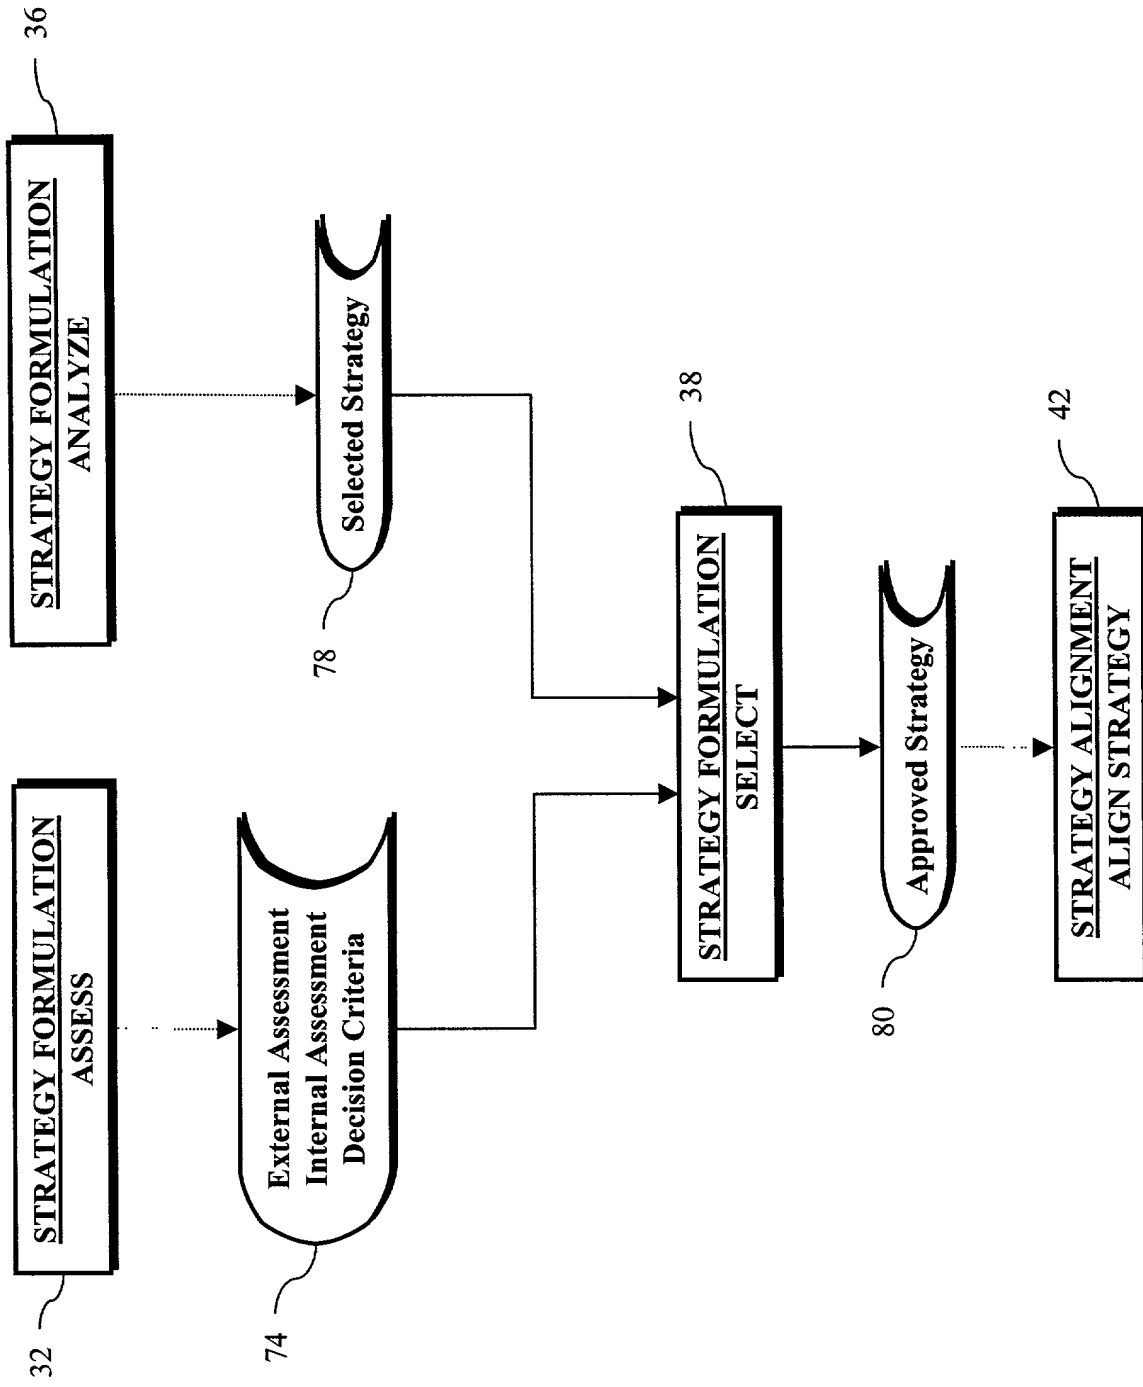 32
STRATEGY FORMULATION
ASSESS
STRATEGY FORMULATION
ANALYZE
36
74
External Assessment
Internal Assessment
Decision Criteria
78
Selected Strategy
STRATEGY FORMULATION
SELECT
38
80
Approved Strategy
STRATEGY ALIGNMENT
ALIGN STRATEGY
42